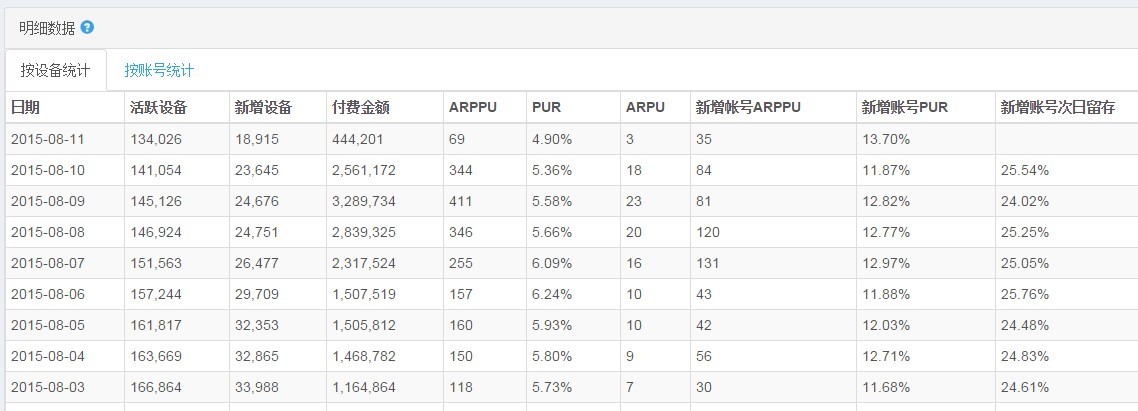 明细数据 ?
按设备统计 按账号统计
日期 活跃设备 新增设备 付费金额 ARPPU PUR ARPU 新增帐号ARPPU 新增账号PUR 新增账号次日留存
2015-08-11 134,026 18,915 444,201 69 4.90% 3 35 13.70%
2015-08-10 141,054 23,645 2,561,172 344 5.36% 18 84 11.87% 25.54%
2015-08-09 145,126 24,676 3,289,734 411 5.58% 23 81 12.82% 24.02%
2015-08-08 146,924 24,751 2,839,325 346 5.66% 20 120 12.77% 25.25%
2015-08-07 151,563 26,477 2,317,524 255 6.09% 16 131 12.97% 25.05%
2015-08-06 157,244 29,709 1,507,519 157 6.24% 10 43 11.88% 25.76%
2015-08-05 161,817 32,353 1,505,812 160 5.93% 10 42 12.03% 24.48%
2015-08-04 163,669 32,865 1,468,782 150 5.80% 9 56 12.71% 24.83%
2015-08-03 166,864 33,988 1,164,864 118 5.73% 7 30 11.68% 24.61%